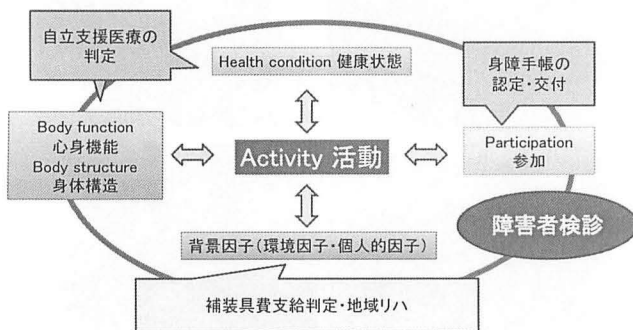 自立支援医療の
判定
Health condition 健康状態
身障手帳の
認定・交付
Body function
心身機能
Body structure
身体構造
Activity 活動
Participation
参加
障害者検診
背景因子(環境因子・個人的因子)
補装具費支給判定・地域リハ